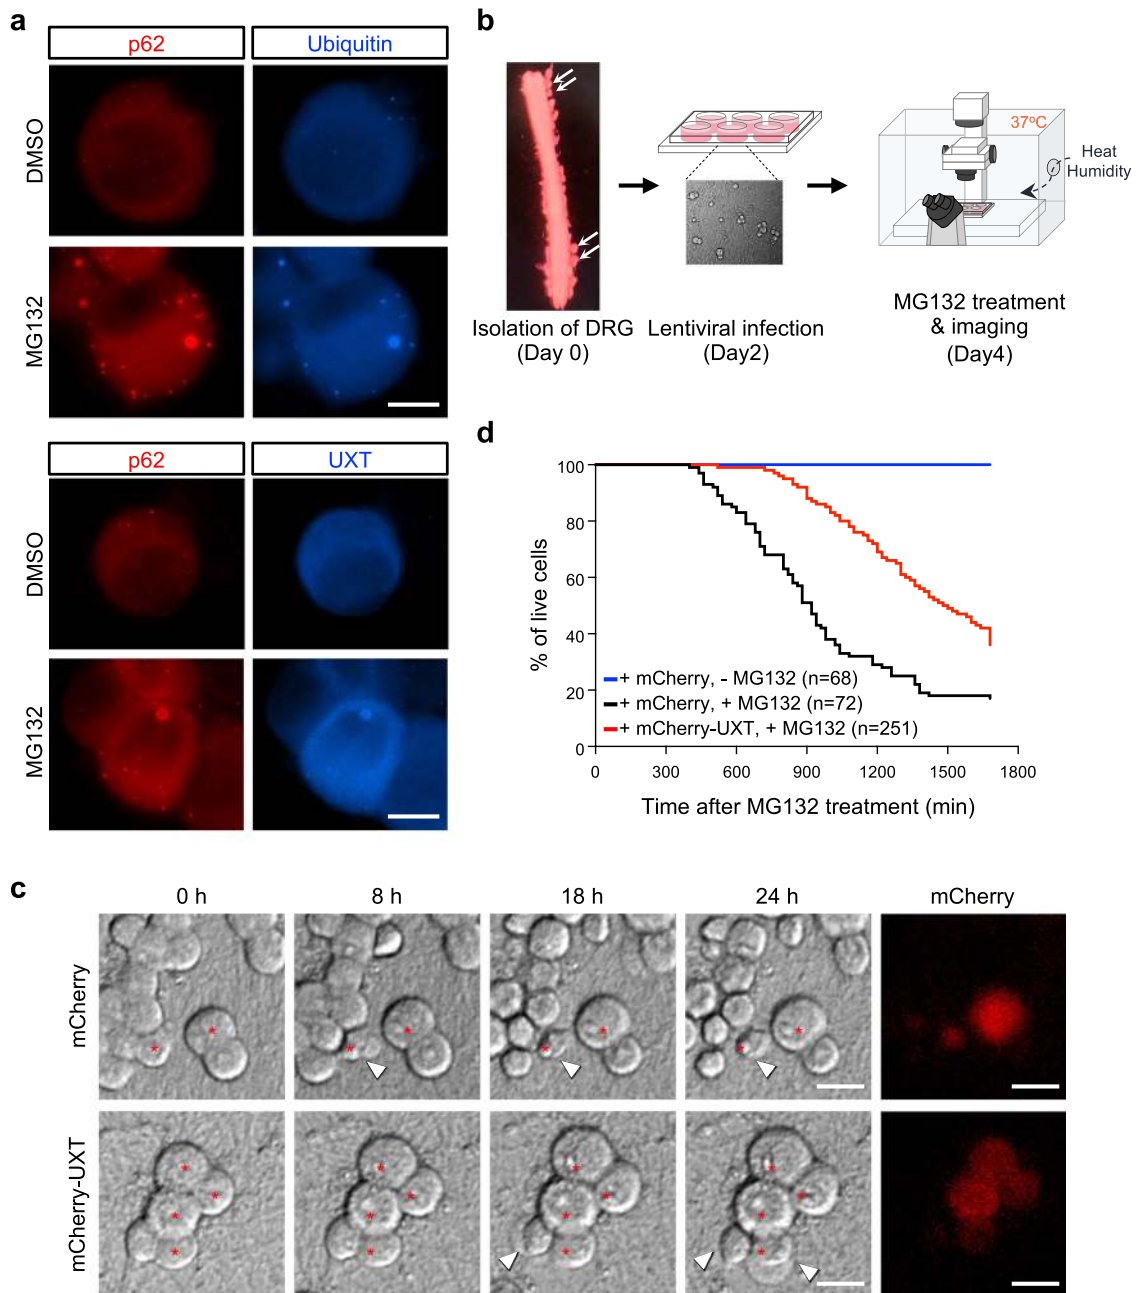 a
p62
Ubiquitin
DMSO
MG132
p62
UXT
DMSO
MG132
b
37ºC
Heat
Humidity
Isolation of DRG
(Day 0)
Lentiviral infection
(Day2)
MG132 treatment
& imaging
(Day4)
d
% of live cells
100
80
60
40
20
0
+ mCherry, - MG132 (n=68)
+ mCherry, + MG132 (n=72)
+ mCherry-UXT, + MG132 (n=251)
0 300 600 900 1200 1500 1800
Time after MG132 treatment (min)
c
0 h 8 h 18 h 24 h mCherry
mCherry
mCherry-UXT